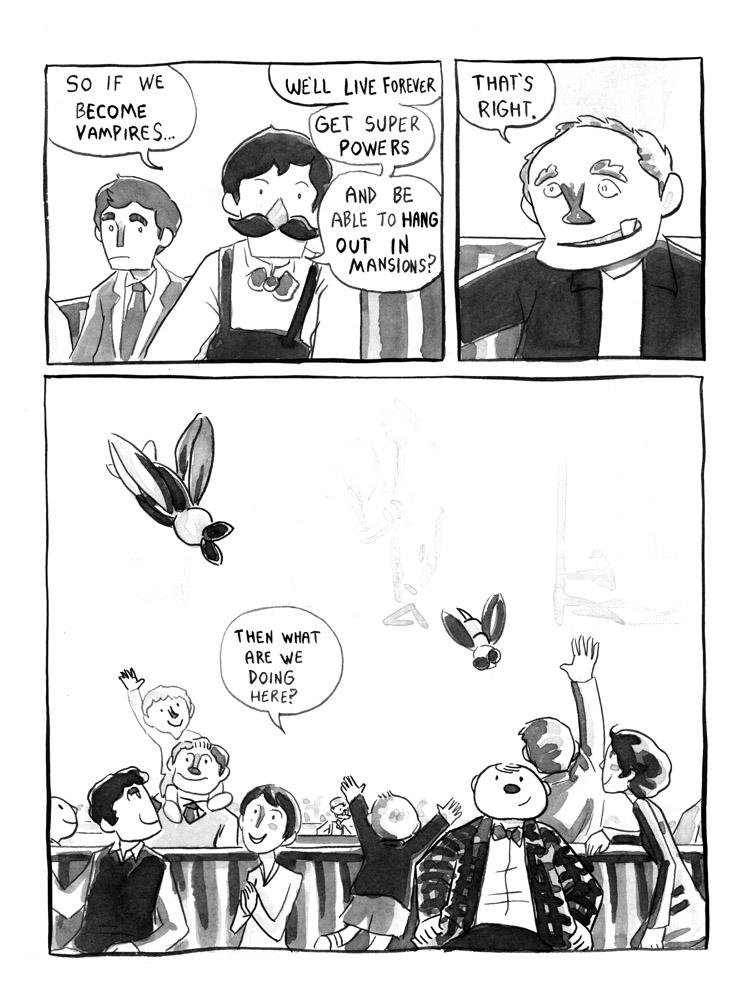 SO IF WE
BECOME
VAMPIRES...
WE'LL LIVE FOREVER
GET SUPER
POWERS
AND BE
ABLE TO HANG
OUT IN
MANSIONS?
THAT'S
RIGHT.
THEN WHAT
ARE WE
DOING
HERE?